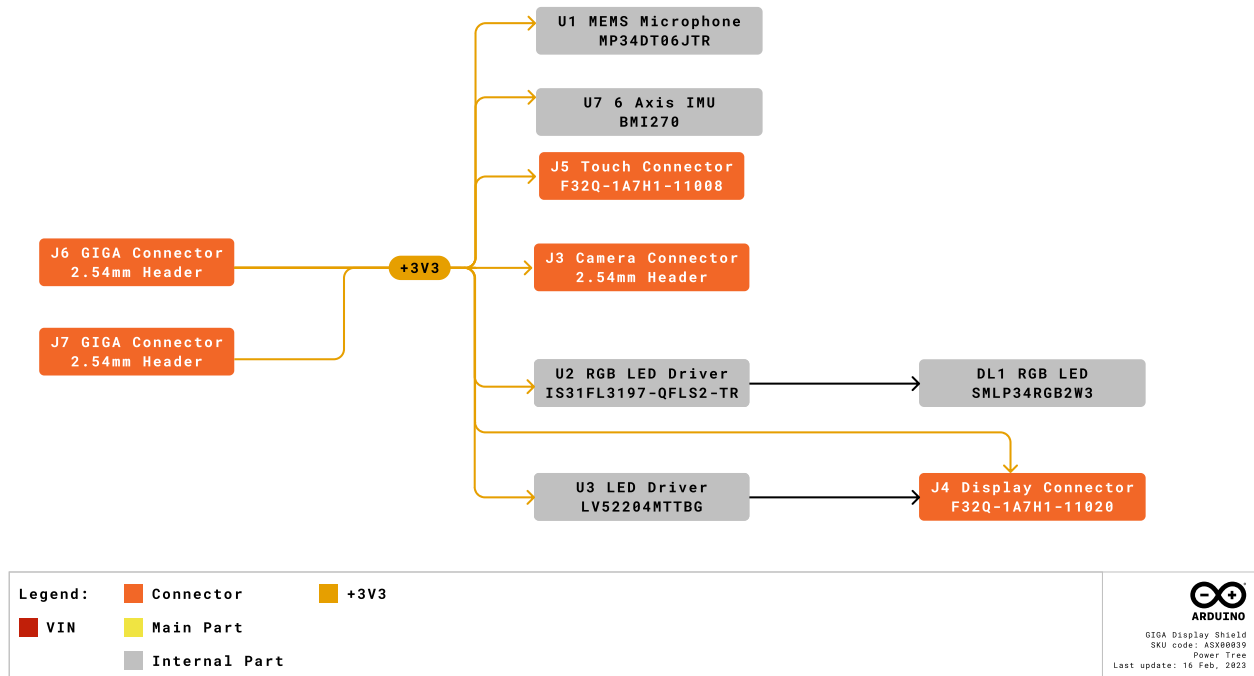 U1 MEMS Microphone
MP34DT06JTR
U7 6 Axis IMU
BMI270
J5 Touch Connector
F32Q-1A7H1-11008
J6 GIGA Connector
2.54mm Header
+3V3
J3 Camera Connector
2.54mm Header
J7 GIGA Connector
2.54mm Header
U2 RGB LED Driver
IS31FL3197-QFLS2-TR
DL1 RGB LED
SMLP34RGB2W3
U3 LED Driver
LV52204MTTBG
J4 Display Connector
F32Q-1A7H1-11020
Legend:
Connector
+3V3
VIN
Main Part
Internal Part
ARDUINO
GIGA Display Shield
SKU code: ASX00039
Power Tree
Last update: 16 Feb, 2023